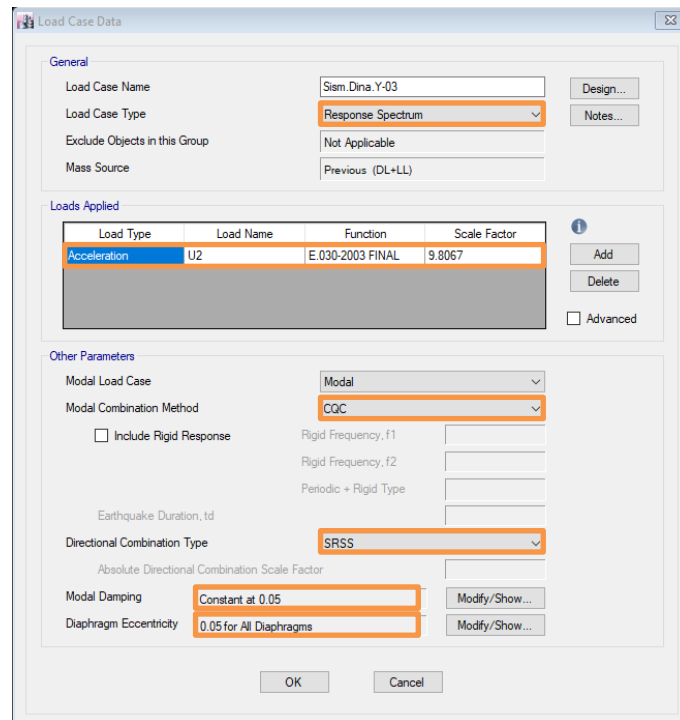 Load Case Data
General
Load Case Name Sism.Dina.Y-03 Design...
Load Case Type Response Spectrum Notes...
Exclude Objects in this Group Not Applicable
Mass Source Previous (DL+LL)
Loads Applied
Load Type Load Name Function Scale Factor
Acceleration U2 E.030-2003 FINAL 9.8067 Add
Delete
Advanced
Other Parameters
Modal Load Case Modal
Modal Combination Method CQC
Include Rigid Response Rigid Frequency, f1
Rigid Frequency, f2
Periodic + Rigid Type
Earthquake Duration, td
Directional Combination Type SRSS
Absolute Directional Combination Scale Factor
Modal Damping Constant at 0.05 Modify/Show...
Diaphragm Eccentricity 0.05 for All Diaphragms Modify/Show...
OK Cancel